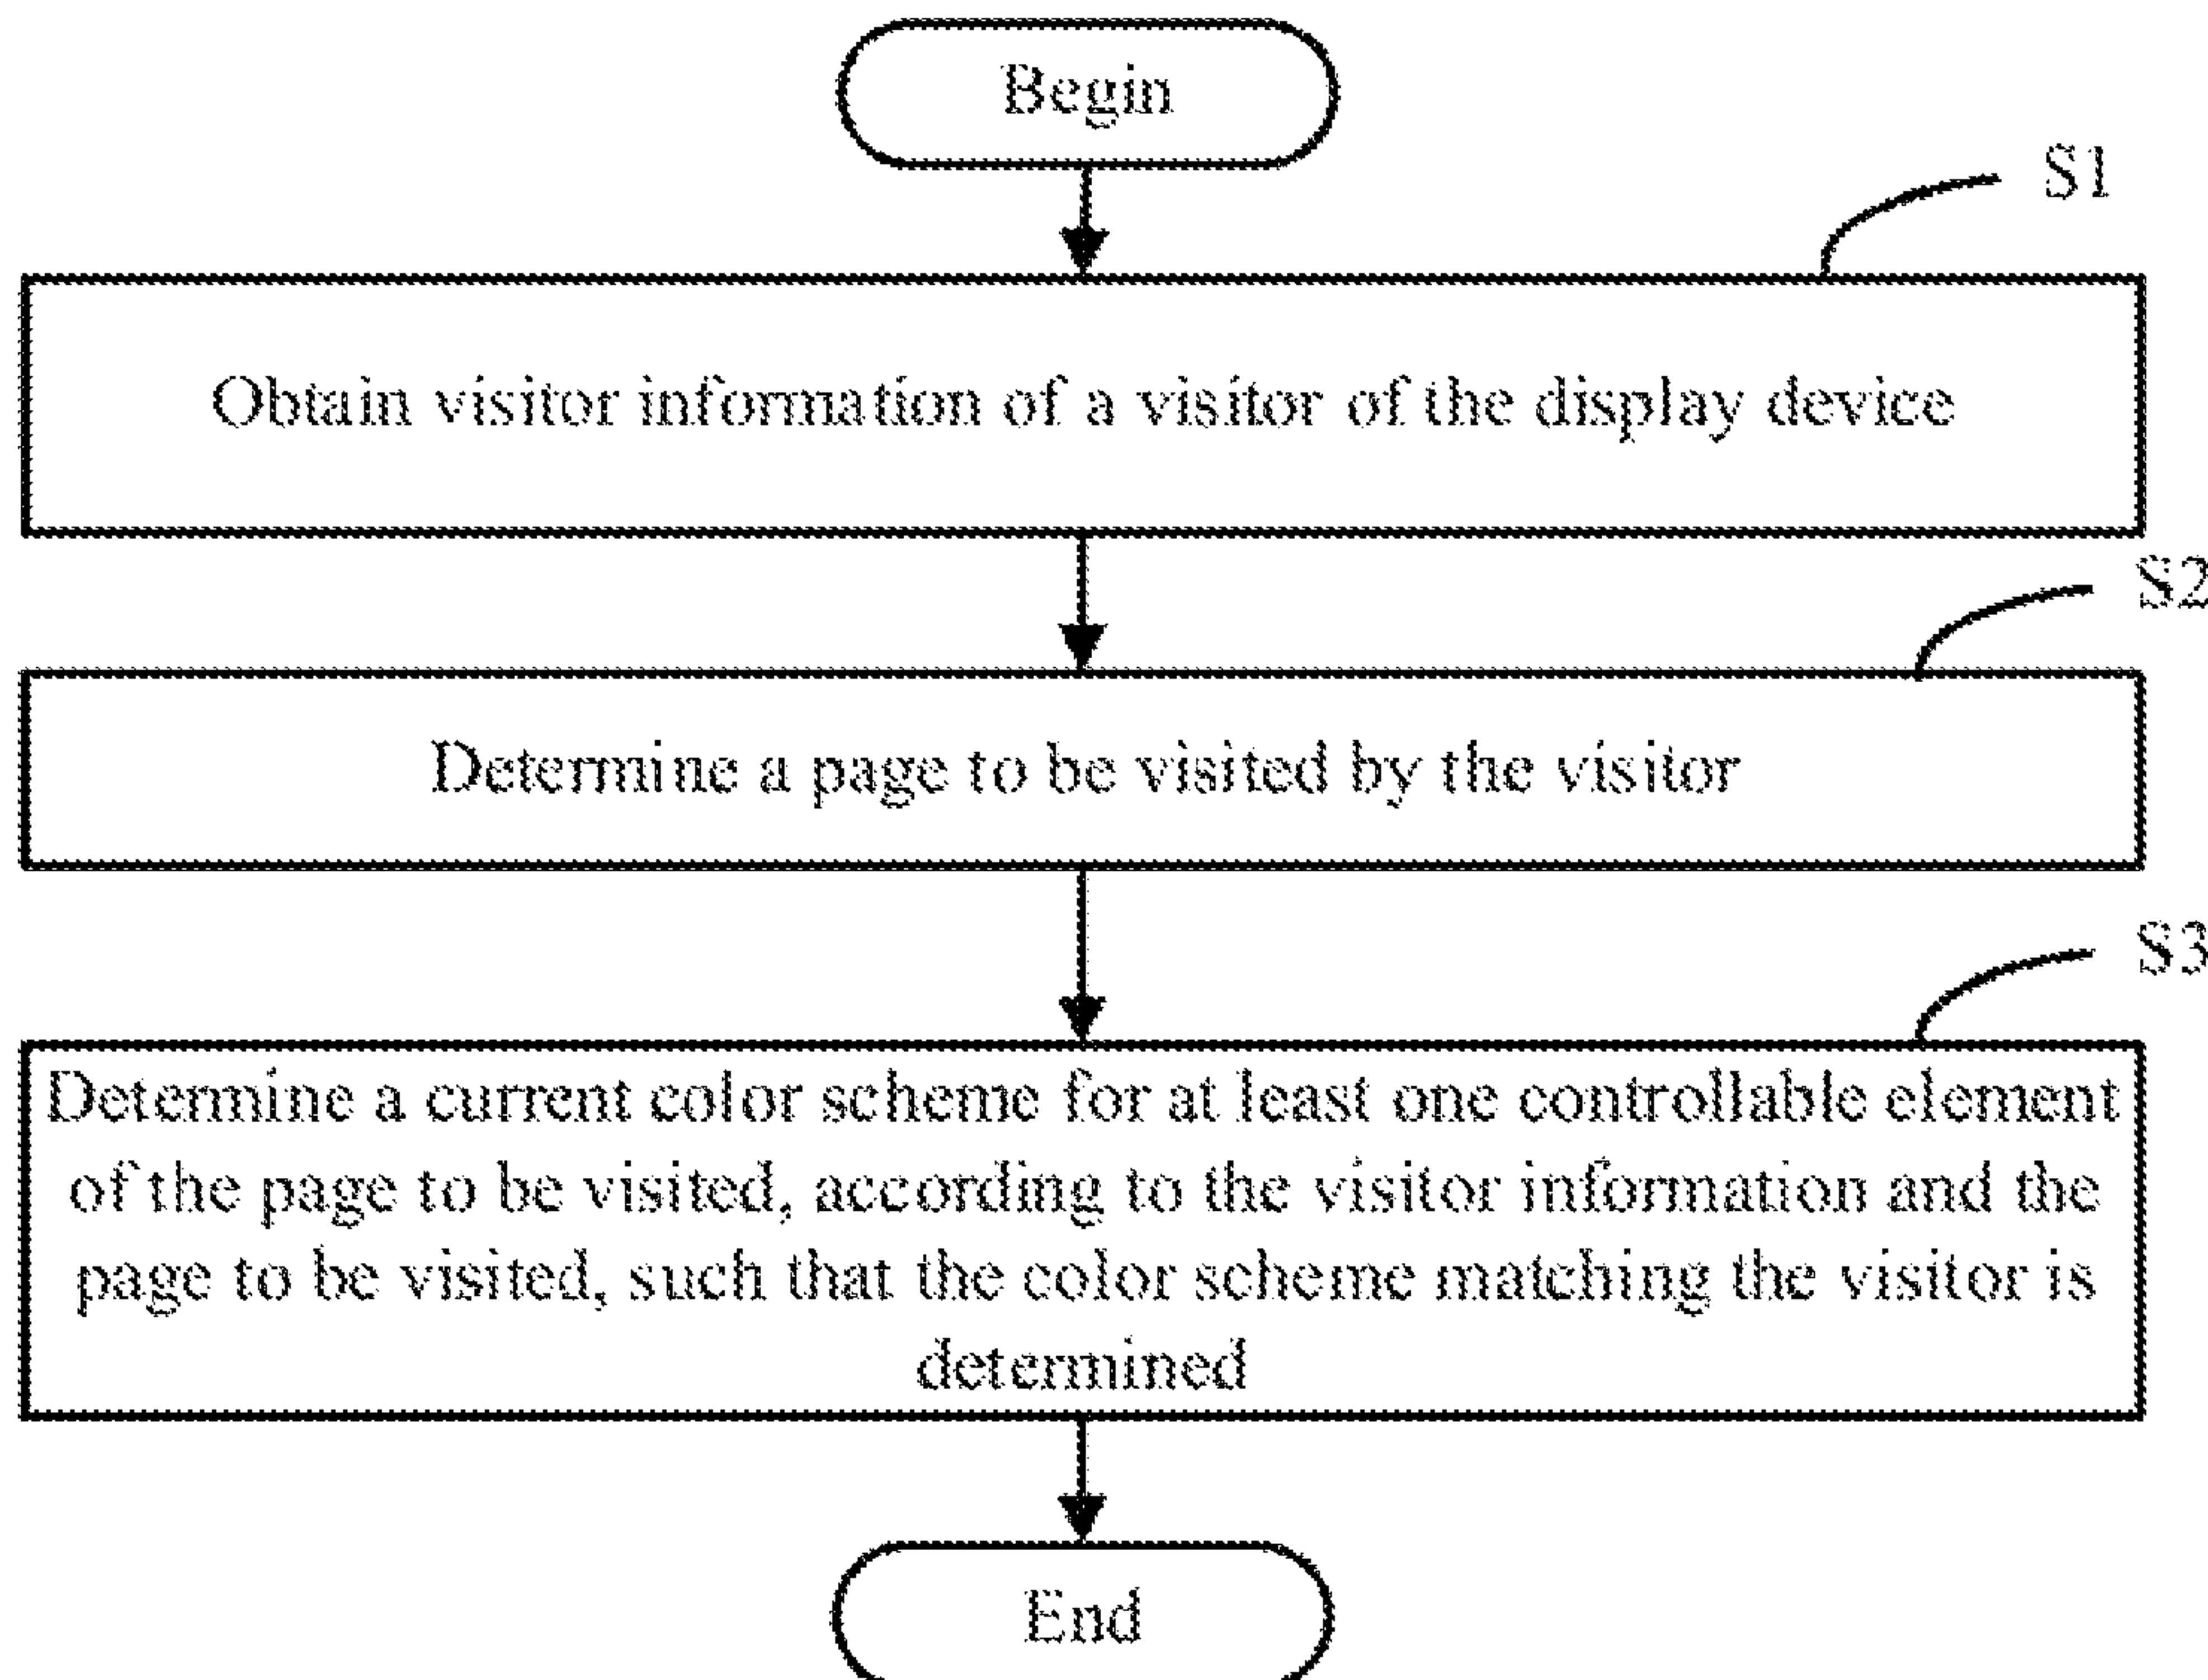 Begin
S1
Obtain visitor information of a visitor of the display device
S2
Determine a page to be visited by the visitor
S3
Determine a current color scheme for at least one controllable element
of the page to be visited, according to the visitor information and the
page to be visited, such that the color scheme matching the visitor is
determined
End